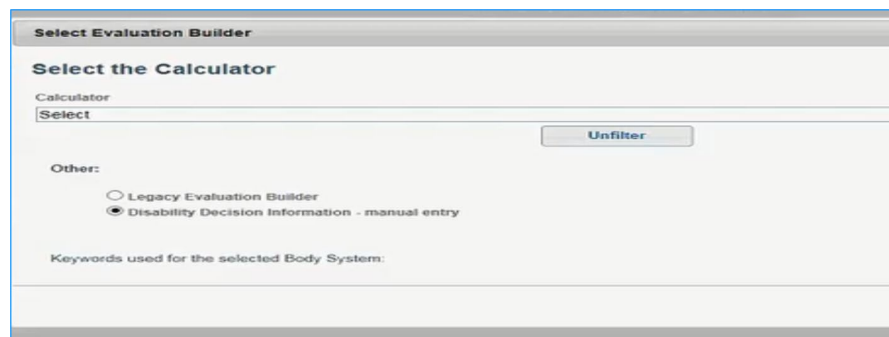 Select Evaluation Builder
Select the Calculator
Calculator
Select
Unfilter
Other:
Legacy Evaluation Builder
Disability Decision Information - manual entry
Keywords used for the selected Body System: